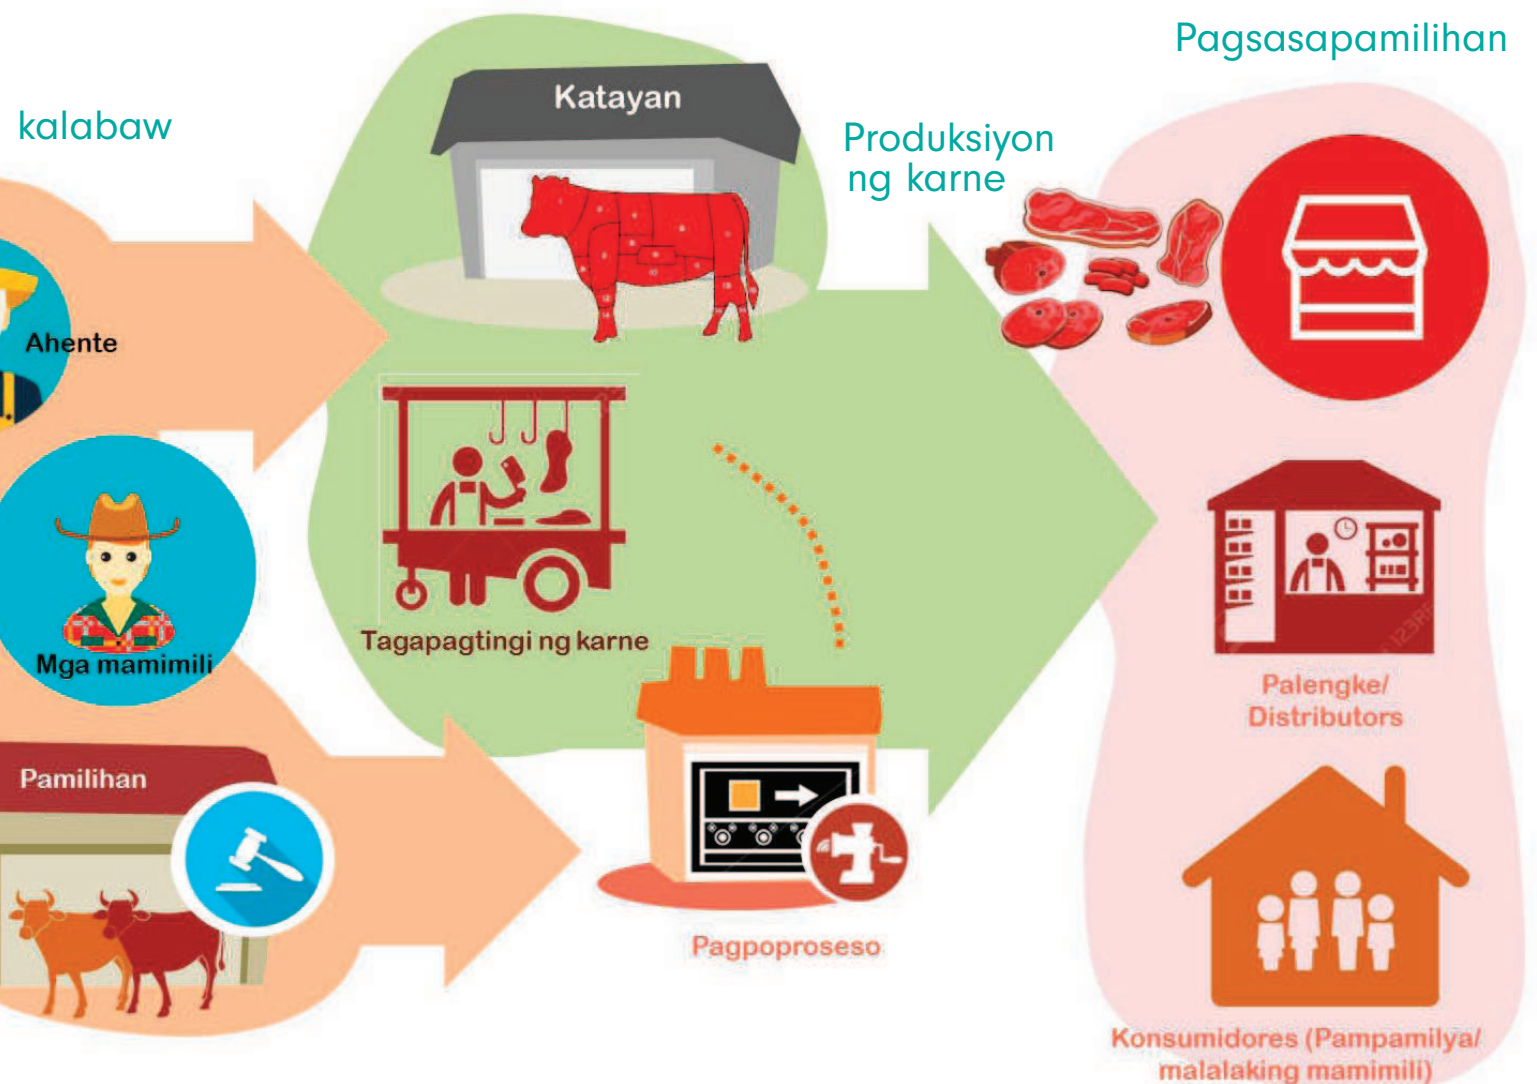 Pagsasapamilihan
kalabaw
Katayan
Produksiyon
ng karne
Ahente
Mga mamimili
Tagapagtingi ng karne
Palengke/
Distributors
Pamilihan
Pagpoproseso
Konsumidores (Pampamilya/
malalaking mamimili)